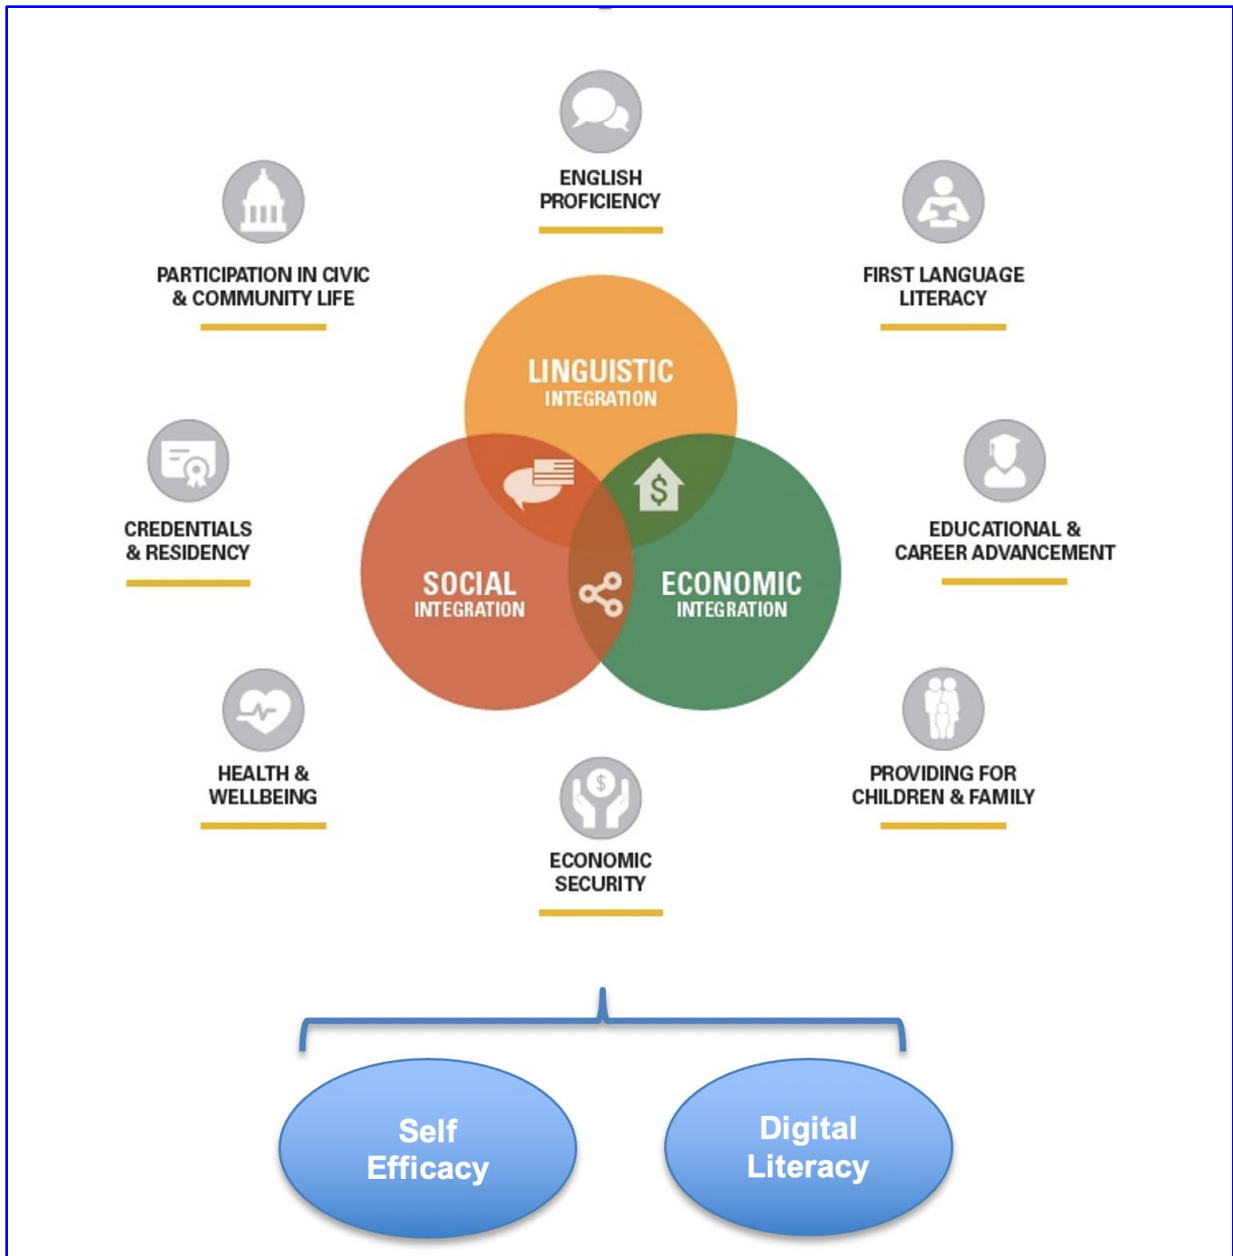 ENGLISH
PROFICIENCY
PARTICIPATION IN CIVIC
& COMMUNITY LIFE
FIRST LANGUAGE
LITERACY
LINGUISTIC
INTEGRATION
$
CREDENTIALS
& RESIDENCY
EDUCATIONAL &
CAREER ADVANCEMENT
SOCIAL
INTEGRATION
ECONOMIC
INTEGRATION
HEALTH &
WELLBEING
PROVIDING FOR
CHILDREN & FAMILY
$
ECONOMIC
SECURITY
Self
Efficacy
Digital
Literacy